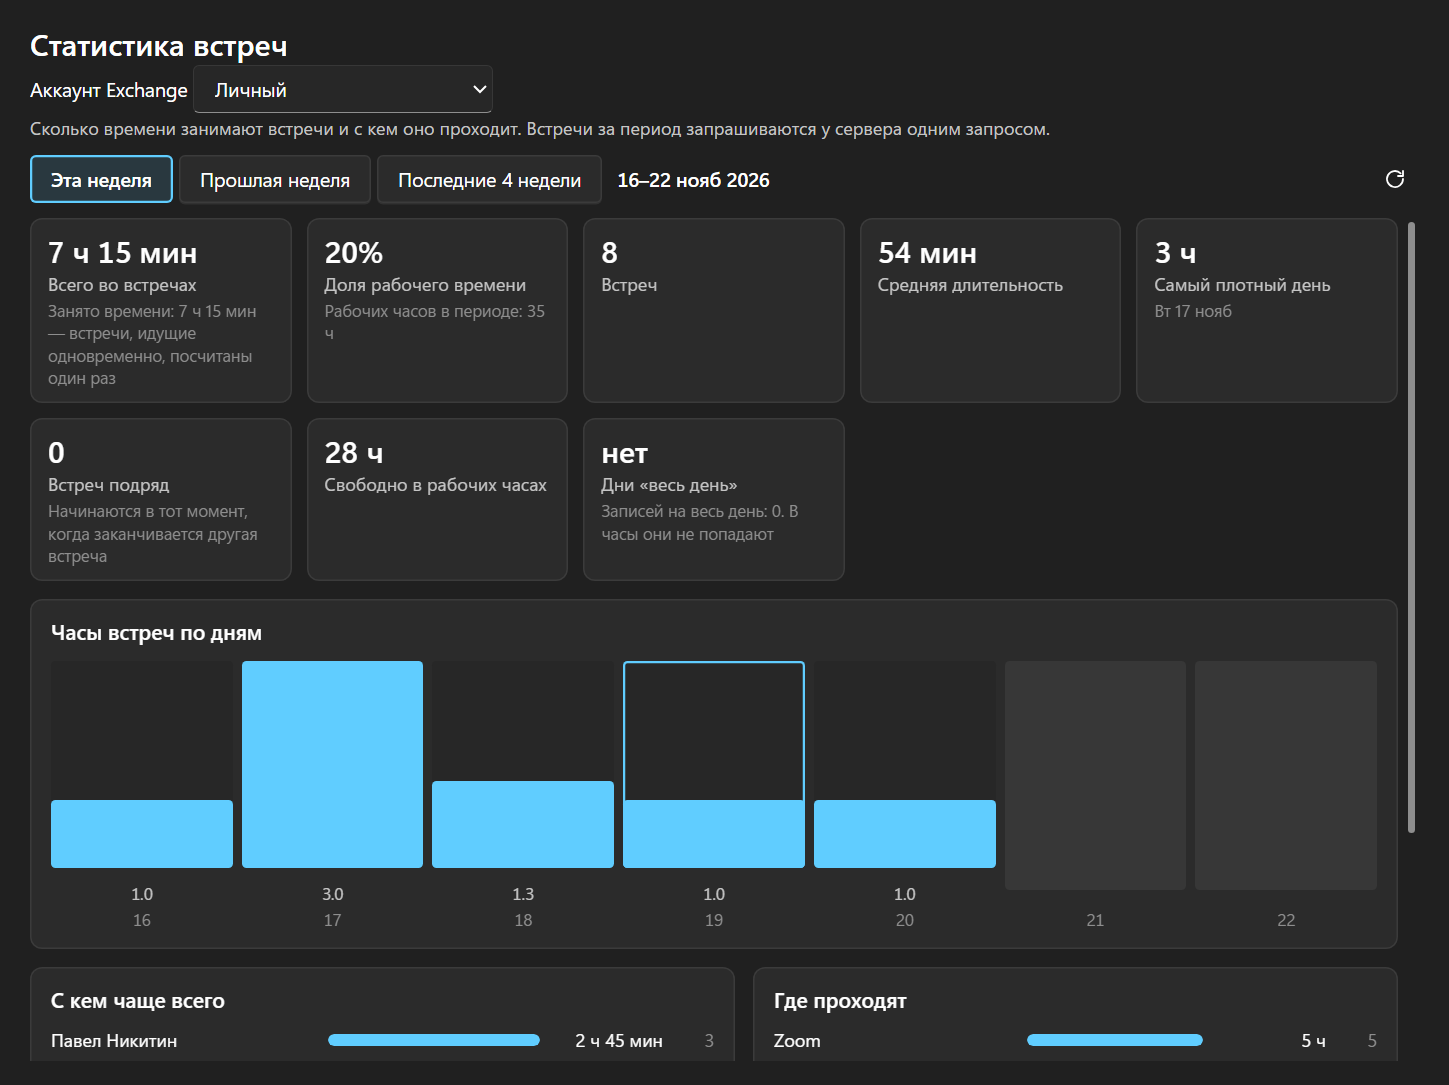 Статистика встреч
Аккаунт Exchange Личный
Сколько времени занимают встречи и с кем оно проходит. Встречи за период запрашиваются у сервера одним запросом.
Эта неделя Прошлая неделя Последние 4 недели 16–22 нояб 2026
7 ч 15 мин
Всего во встречах
Занято времени: 7 ч 15 мин
— встречи, идущие
одновременно, посчитаны
один раз
20%
Доля рабочего времени
Рабочих часов в периоде: 35
ч
8
Встреч
54 мин
Средняя длительность
3 ч
Самый плотный день
Вт 17 нояб
0
Встреч подряд
Начинаются в тот момент,
когда заканчивается другая
встреча
28 ч
Свободно в рабочих часах
нет
Дни «весь день»
Записей на весь день: 0. В
часы они не попадают
Часы встреч по дням
1.0 3.0 1.3 1.0 1.0
16 17 18 19 20 21 22
С кем чаще всего
Павел Никитин 2 ч 45 мин 3
Где проходят
Zoom 5 ч 5